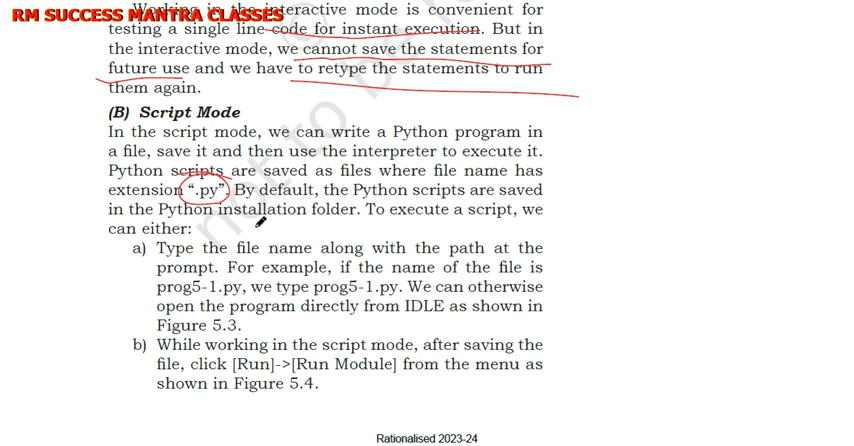 RM SUCCESS MANTRA CLASSES
Working in the interactive mode is convenient for
testing a single line code for instant execution. But in
the interactive mode, we cannot save the statements for
future use and we have to retype the statements to run
them again.
(B) Script Mode
In the script mode, we can write a Python program in
a file, save it and then use the interpreter to execute it.
Python scripts are saved as files where file name has
extension “.py”. By default, the Python scripts are saved
in the Python installation folder. To execute a script, we
can either:
a) Type the file name along with the path at the
prompt. For example, if the name of the file is
prog5-1.py, we type prog5-1.py. We can otherwise
open the program directly from IDLE as shown in
Figure 5.3.
b) While working in the script mode, after saving the
file, click [Run]->[Run Module] from the menu as
shown in Figure 5.4.
not to be
Rationalised 2023-24